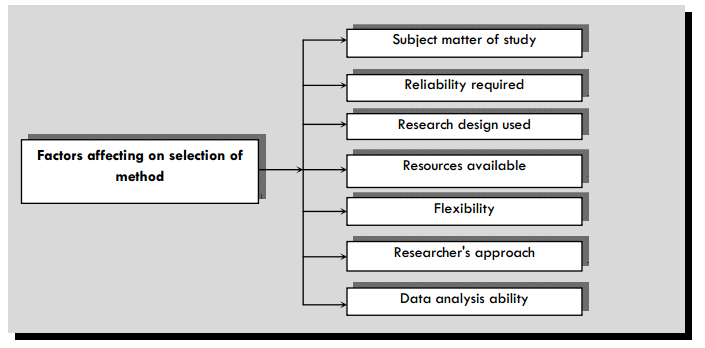 Factors affecting on selection of
method
Subject matter of study
Reliability required
Research design used
Resources available
Flexibility
Researcher's approach
Data analysis ability